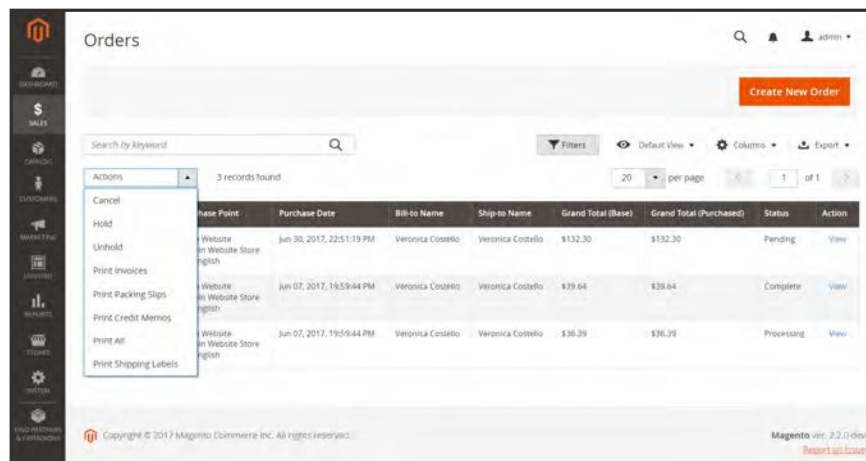 Orders
admin
DASHBOARD
Create New Order
$
SALES
Search by keyword
Filters
Default View
Columns
Export
CATALOG
Actions
3 records found
20
per page
1
of 1
CUSTOMERS
Cancel
hase Point
Purchase Date
Bill-to Name
Ship-to Name
Grand Total (Base)
Grand Total (Purchased)
Status
Action
Hold
MARKETING
Website
Jun 30, 2017, 22:51:19 PM
Veronica Costello
Veronica Costello
$132.30
$132.30
Pending
View
Unhold
in Website Store
nglish
CONTENT
Print Invoices
Website
Jun 07, 2017, 19:59:44 PM
Veronica Costello
Veronica Costello
$39.64
$39.64
Complete
View
Print Packing Slips
in Website Store
nglish
REPORTS
Print Credit Memos
Print All
Website
Jun 07, 2017, 19:59:44 PM
Veronica Costello
Veronica Costello
$36.39
$36.39
Processing
View
in Website Store
STORES
nglish
Print Shipping Labels
SYSTEM
FIND PARTNERS
& EXTENSIONS
Copyright © 2017 Magento Commerce Inc. All rights reserved.
Magento ver. 2.2.0-dev
Report an Issue